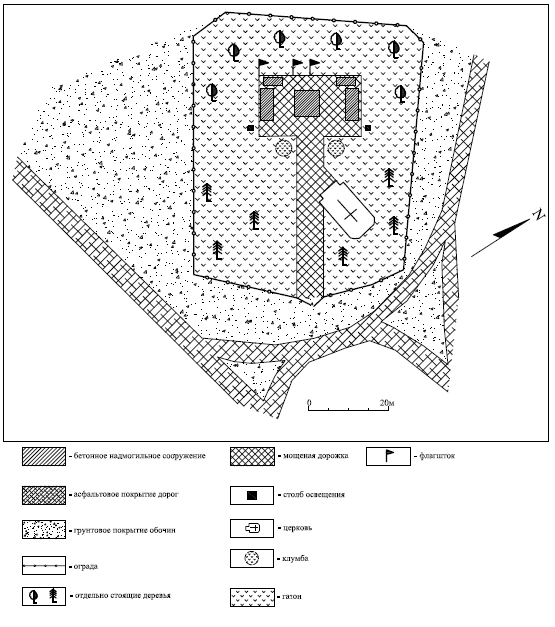 N
0 20м
- бетонное надмогильное сооружение
- мощеная дорожка
- флагшток
- асфальтовое покрытие дорог
- столб освещения
- грунтовое покрытие обочин
- церковь
- ограда
- клумба
- отдельно стоящие деревья
- газон